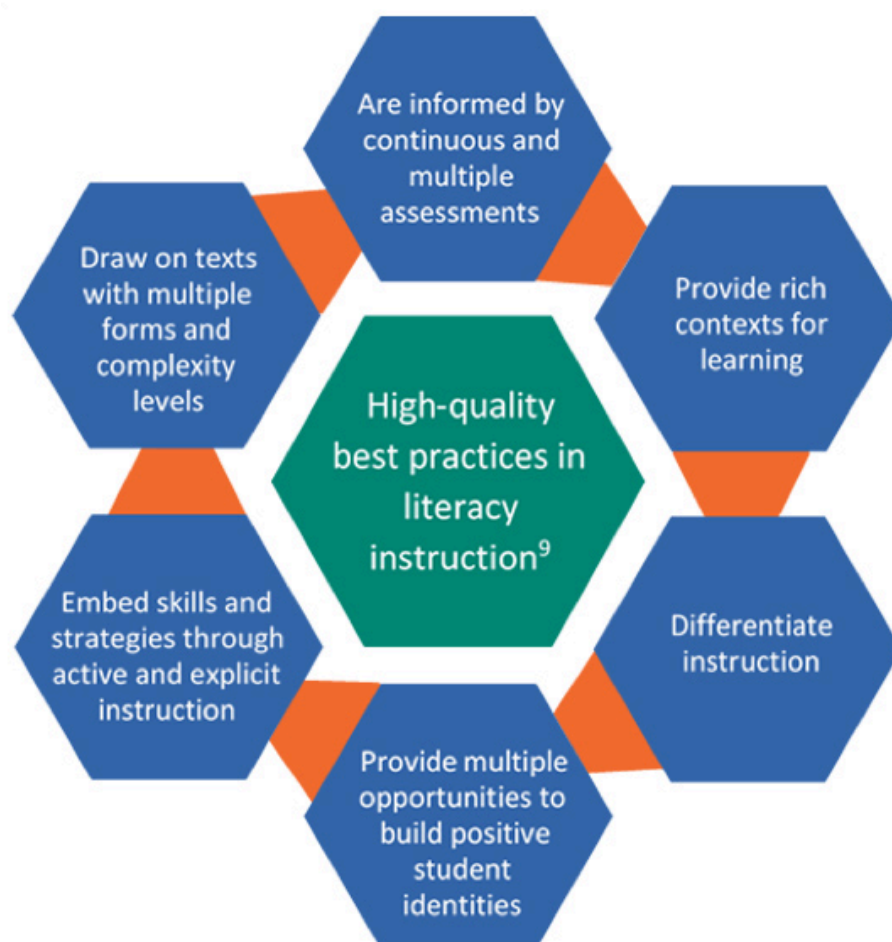 Are informed by
continuous and
multiple
assessments
Provide rich
contexts for
learning
Differentiate
instruction
Provide multiple
opportunities to
build positive
student
identities
Embed skills and
strategies through
active and explicit
instruction
Draw on texts
with multiple
forms and
complexity
levels
High-quality
best practices in
literacy
instruction⁹